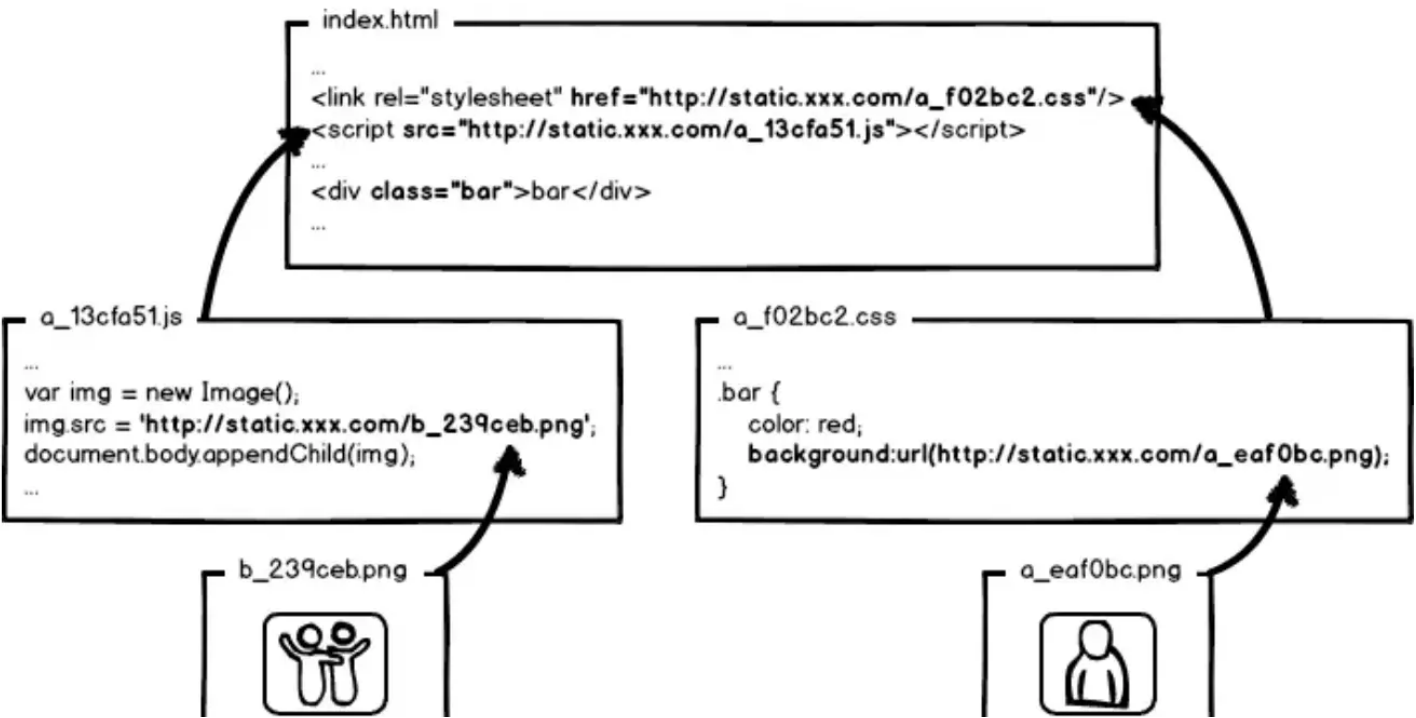 index.html
...
<link rel="stylesheet" href="http://static.xxx.com/a_f02bc2.css"/>
<script src="http://static.xxx.com/a_13cfa51.js"></script>
...
<div class="bar">bar</div>
...
a_13cfa51.js
...
var img = new Image();
img.src = 'http://static.xxx.com/b_239ceb.png';
document.body.appendChild(img);
...
a_f02bc2.css
...
.bar {
color: red;
background:url(http://static.xxx.com/a_eaf0bc.png);
}
b_239ceb.png
a_eaf0bc.png